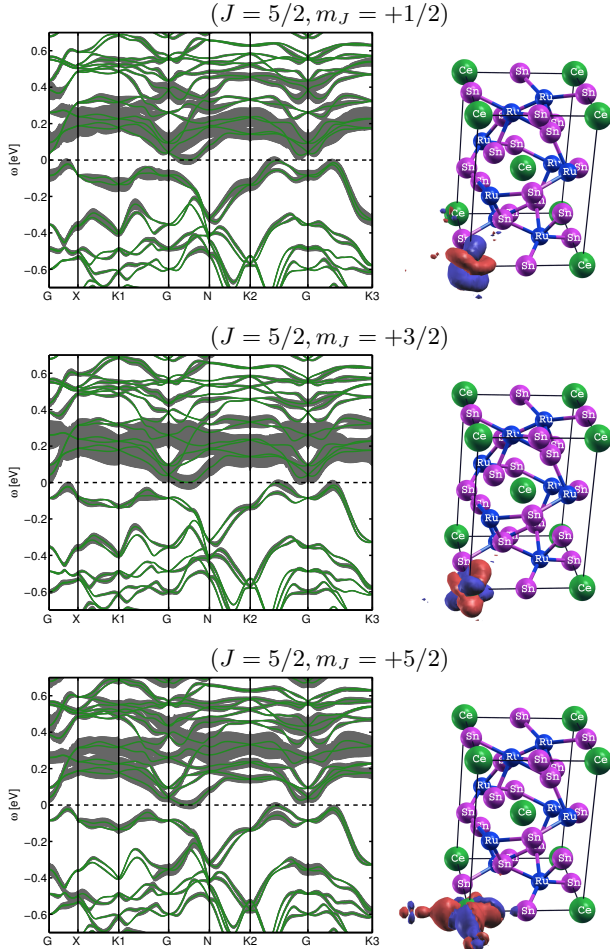 (J = 5/2, m_J = +1/2)
ω [eV]
0.6
0.4
0.2
0
−0.2
−0.4
−0.6
G X K1 G N K2 G K3
Ce Sn Ce
Sn Ru Sn
Ce Ru Sn Ce
Ru Sn
Sn Sn
Sn Ce Ru
Sn Ru
Ru Sn
Ce Sn
Sn Ru Sn
Sn Ce
(J = 5/2, m_J = +3/2)
ω [eV]
0.6
0.4
0.2
0
−0.2
−0.4
−0.6
G X K1 G N K2 G K3
Ce Sn Ce
Sn Ru Sn
Ce Ru Sn Ce
Ru Sn
Sn Sn
Sn Ce Ru Sn
Ru
Ru Sn
Ce Sn
Sn Ru Sn
Sn Ce
(J = 5/2, m_J = +5/2)
ω [eV]
0.6
0.4
0.2
0
−0.2
−0.4
−0.6
G X K1 G N K2 G K3
Ce Sn Ce
Sn Ru Sn
Ce Ru Sn Ce
Ru Sn
Sn Sn
Sn Ce Ru Sn
Ru
Ru Sn
Ce Sn
Sn Ru Sn
Sn Ce